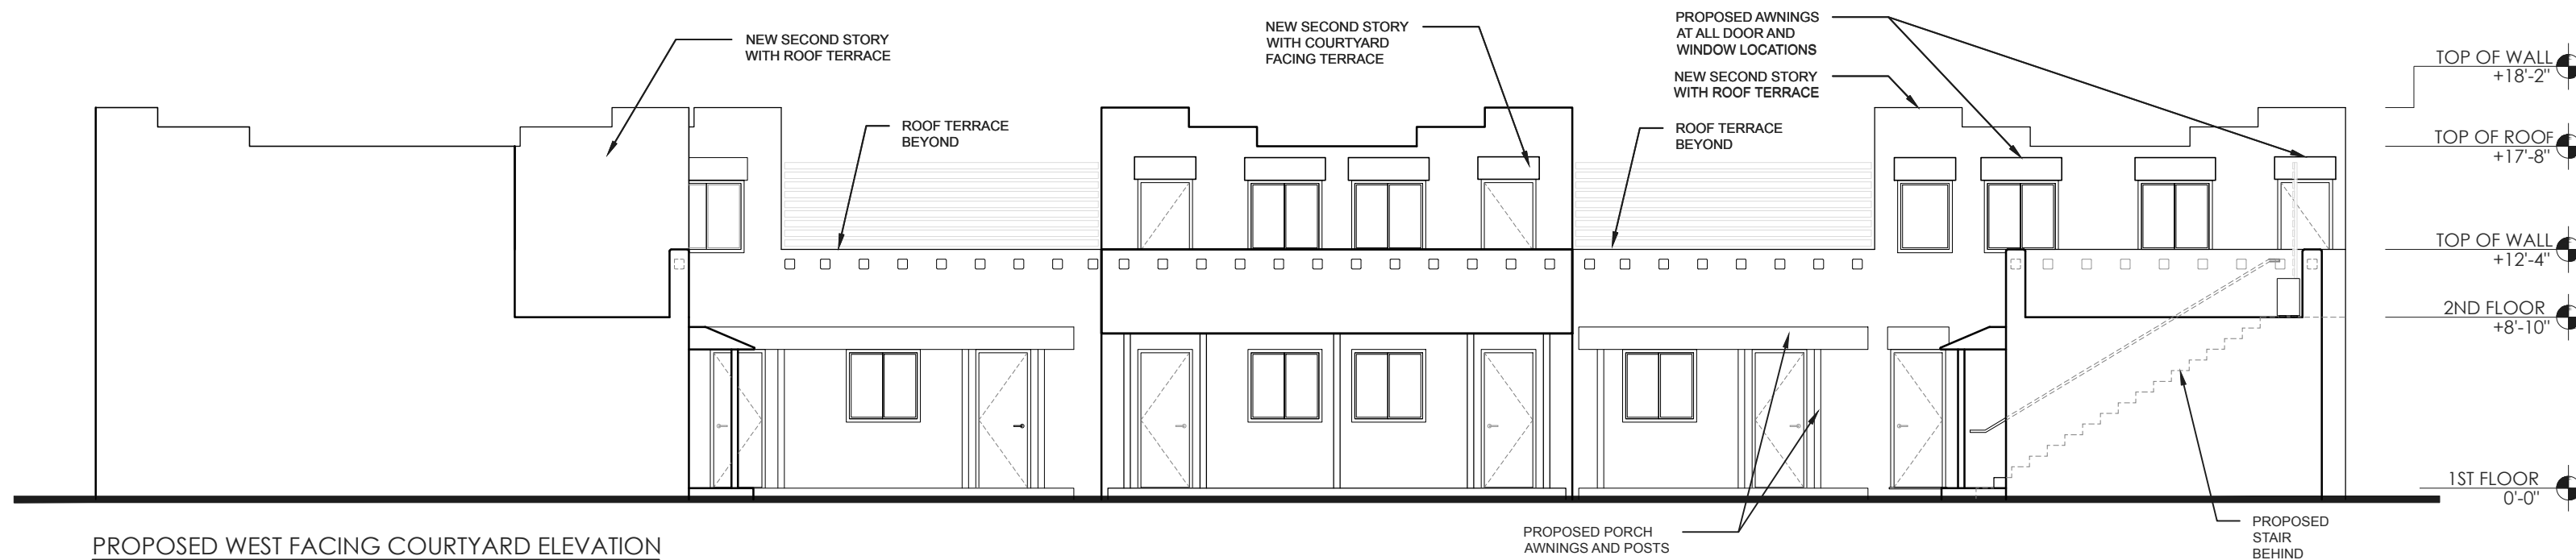 NEW SECOND STORY
WITH ROOF TERRACE
ROOF TERRACE
BEYOND
NEW SECOND STORY
WITH COURTYARD
FACING TERRACE
PROPOSED AWNINGS
AT ALL DOOR AND
WINDOW LOCATIONS
NEW SECOND STORY
WITH ROOF TERRACE
ROOF TERRACE
BEYOND
TOP OF WALL
+18'-2"
TOP OF ROOF
+17'-8"
TOP OF WALL
+12'-4"
2ND FLOOR
+8'-10"
1ST FLOOR
0'-0"
PROPOSED PORCH
AWNINGS AND POSTS
PROPOSED
STAIR
BEHIND
PROPOSED WEST FACING COURTYARD ELEVATION